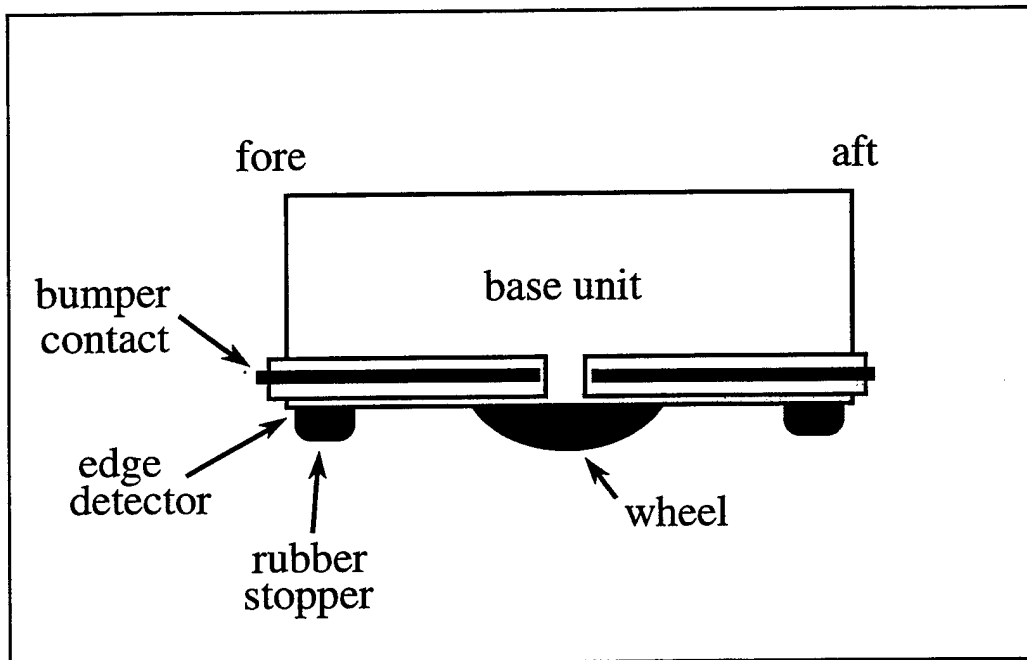 fore
aft
base unit
bumper
contact
edge
detector
wheel
rubber
stopper